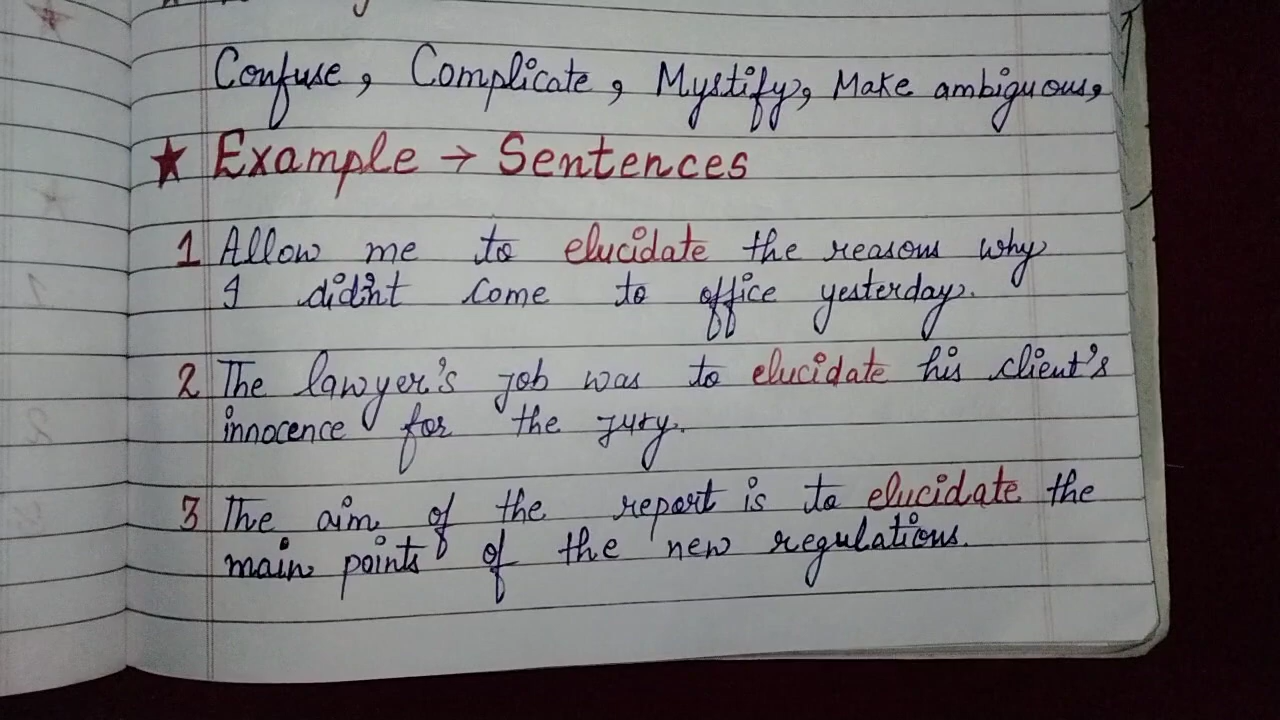 Confuse, Complicate, Mystify, Make ambiguous,
★ Example → Sentences
1 Allow me to elucidate the reasons why
I didn't come to office yesterday.
2 The lawyer's job was to elucidate his client's
innocence for the jury.
3 The aim of the report is to elucidate the
main points of the new regulations.